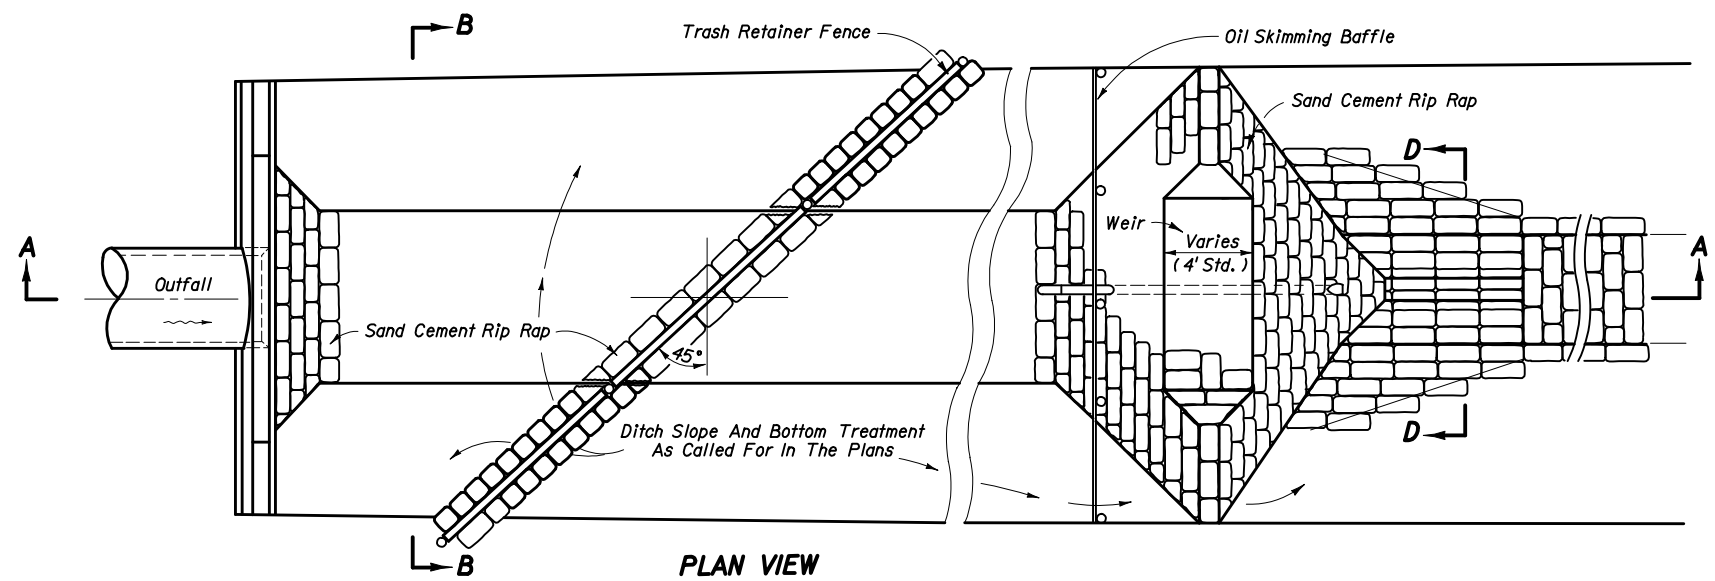 B
Trash Retainer Fence
Oil Skimming Baffle
Sand Cement Rip Rap
D
A
Weir
Varies
(4' Std.)
A
Outfall
Sand Cement Rip Rap
45°
Ditch Slope And Bottom Treatment
As Called For In The Plans
D
B
PLAN VIEW